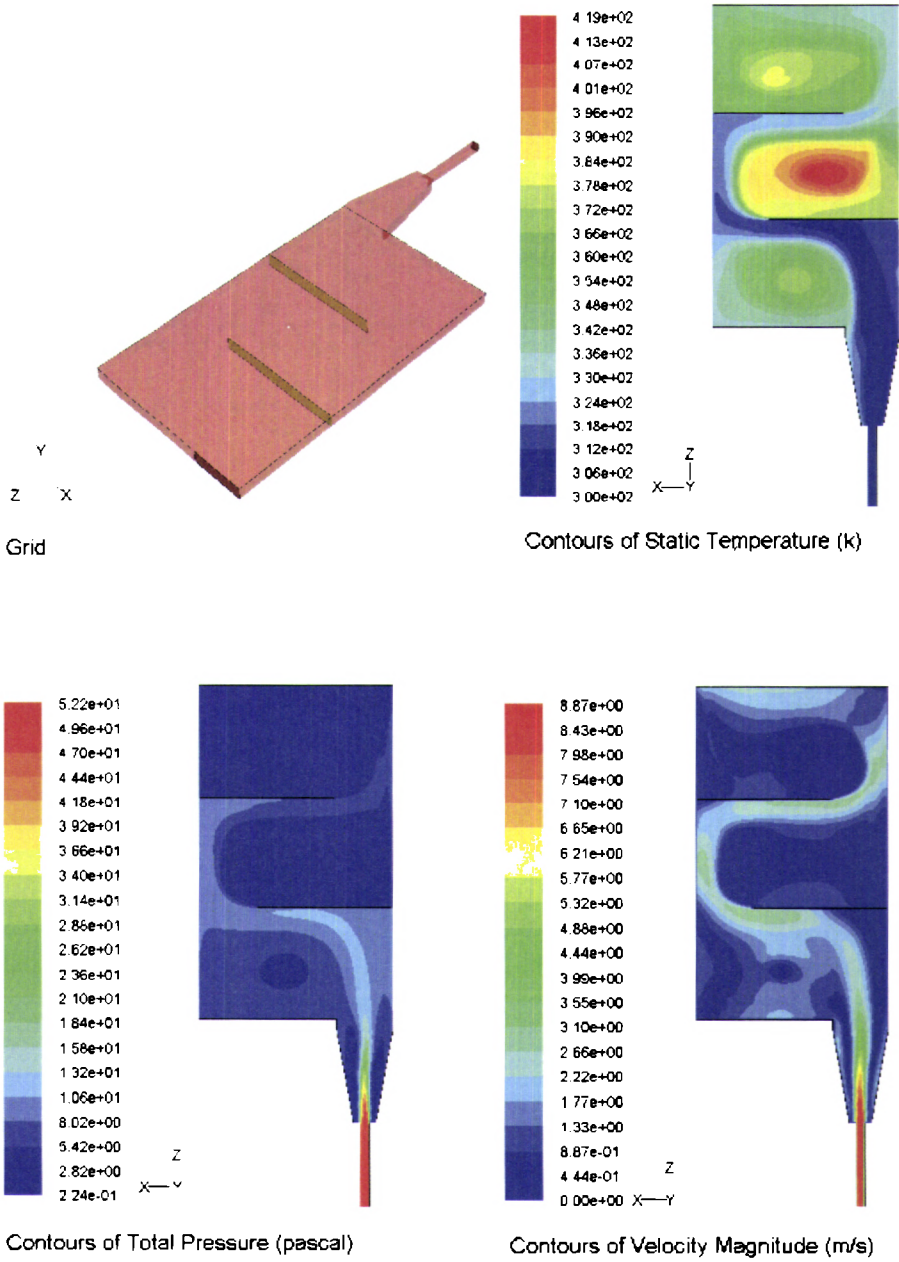 Y
Z X
Grid
4 19e+02
4 13e+02
4 07e+02
4 01e+02
3 96e+02
3 90e+02
3 84e+02
3 78e+02
3 72e+02
3 66e+02
3 60e+02
3 54e+02
3 48e+02
3 42e+02
3 36e+02
3 30e+02
3 24e+02
3 18e+02
3 12e+02
3 06e+02
3 00e+02
Z
X Y
Contours of Static Temperature (k)
5 22e+01
4 96e+01
4 70e+01
4 44e+01
4 18e+01
3 92e+01
3 66e+01
3 40e+01
3 14e+01
2 88e+01
2 62e+01
2 36e+01
2 10e+01
1 84e+01
1 58e+01
1 32e+01
1 06e+01
8.02e+00
5.42e+00
2.82e+00
2 24e-01
Z
X Y
Contours of Total Pressure (pascal)
8.87e+00
8.43e+00
7 98e+00
7 54e+00
7 10e+00
6 65e+00
6 21e+00
5.77e+00
5 32e+00
4 88e+00
4 44e+00
3 99e+00
3 55e+00
3 10e+00
2 66e+00
2 22e+00
1 77e+00
1 33e+00
8 87e-01
4 44e-01
0 00e+00
Z
X Y
Contours of Velocity Magnitude (m/s)